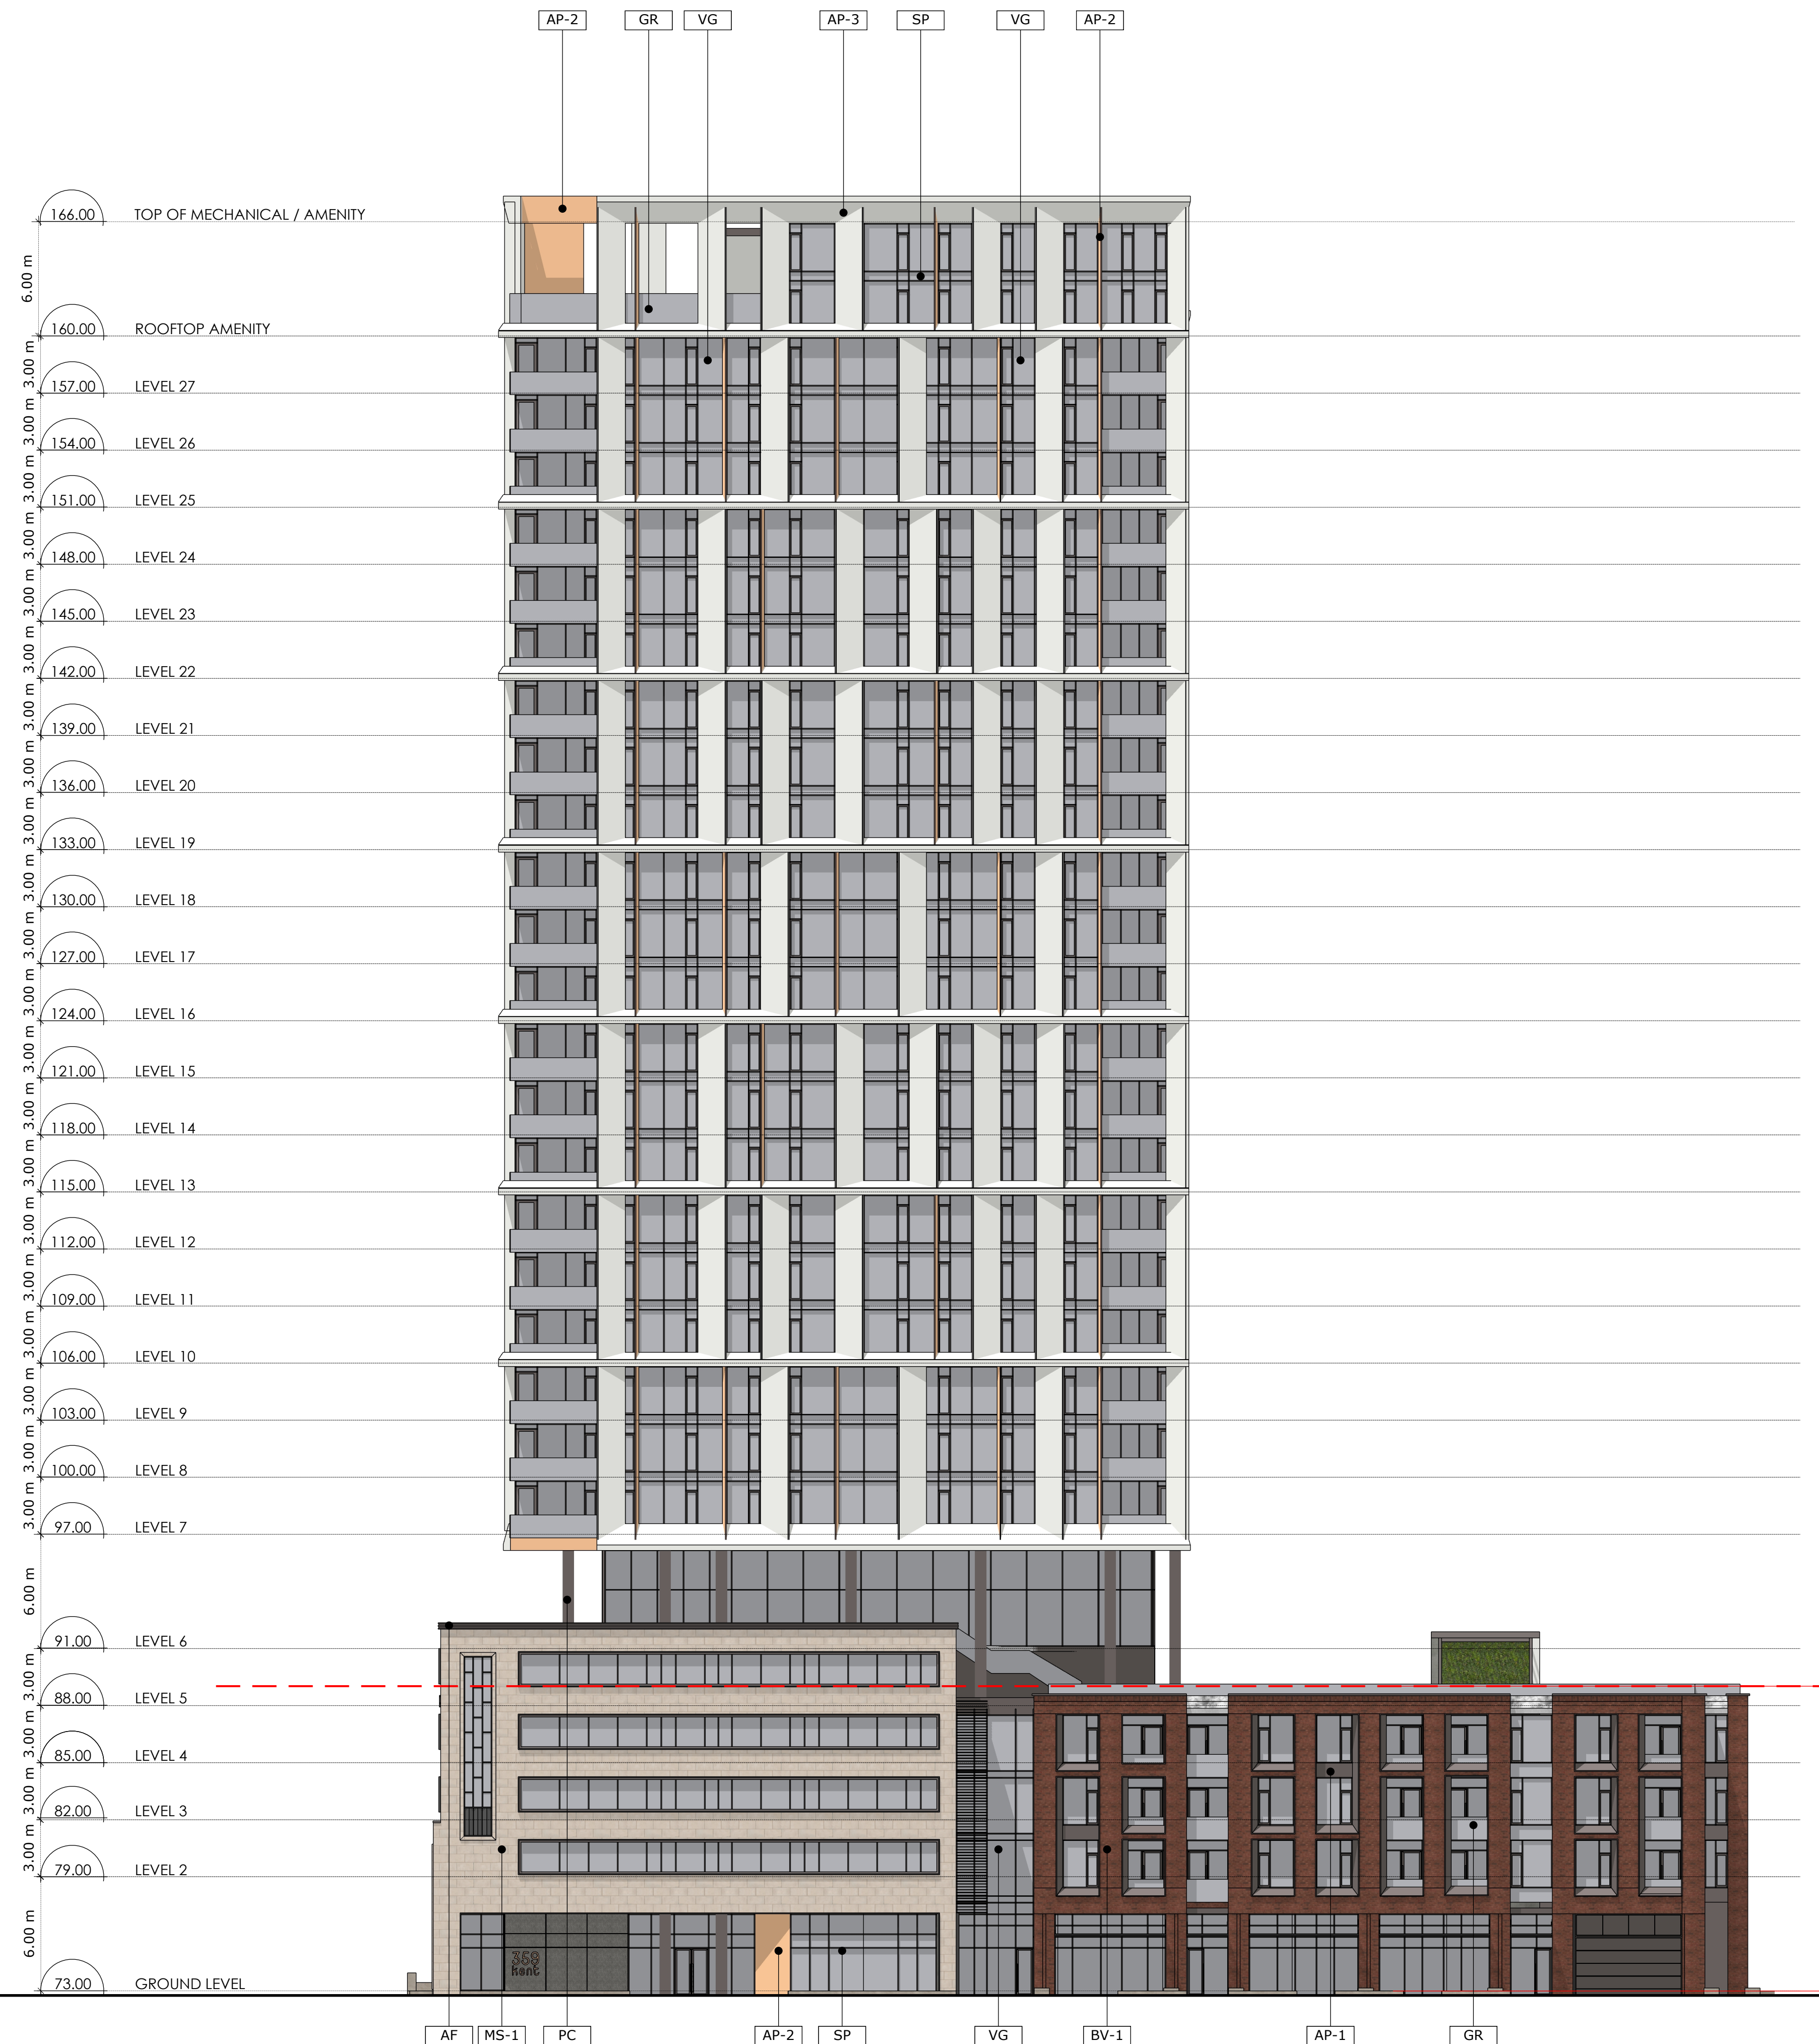 AP-2 GR VG AP-3 SP VG AP-2
166.00 TOP OF MECHANICAL / AMENITY
6.00 m
160.00 ROOFTOP AMENITY
3.00 m
157.00 LEVEL 27
3.00 m
154.00 LEVEL 26
3.00 m
151.00 LEVEL 25
3.00 m
148.00 LEVEL 24
3.00 m
145.00 LEVEL 23
3.00 m
142.00 LEVEL 22
3.00 m
139.00 LEVEL 21
3.00 m
136.00 LEVEL 20
3.00 m
133.00 LEVEL 19
3.00 m
130.00 LEVEL 18
3.00 m
127.00 LEVEL 17
3.00 m
124.00 LEVEL 16
3.00 m
121.00 LEVEL 15
3.00 m
118.00 LEVEL 14
3.00 m
115.00 LEVEL 13
3.00 m
112.00 LEVEL 12
3.00 m
109.00 LEVEL 11
3.00 m
106.00 LEVEL 10
3.00 m
103.00 LEVEL 9
3.00 m
100.00 LEVEL 8
3.00 m
97.00 LEVEL 7
6.00 m
91.00 LEVEL 6
3.00 m
88.00 LEVEL 5
3.00 m
85.00 LEVEL 4
3.00 m
82.00 LEVEL 3
3.00 m
79.00 LEVEL 2
6.00 m
359
kent
73.00 GROUND LEVEL
AF MS-1 PC AP-2 SP VG BV-1 AP-1 GR